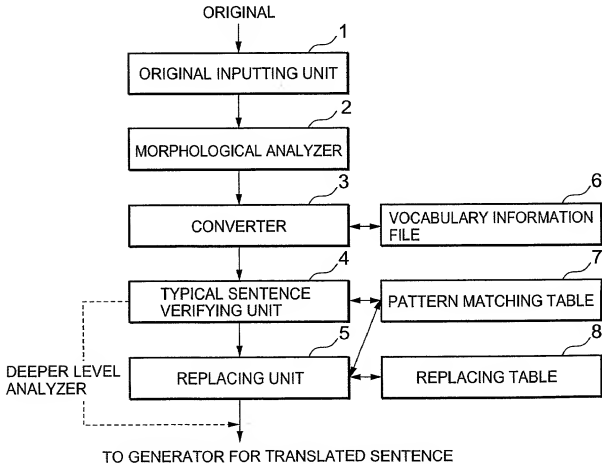 ORIGINAL
1
ORIGINAL INPUTTING UNIT
2
MORPHOLOGICAL ANALYZER
3
CONVERTER
6
VOCABULARY INFORMATION
FILE
4
TYPICAL SENTENCE
VERIFYING UNIT
7
PATTERN MATCHING TABLE
5
REPLACING UNIT
8
REPLACING TABLE
DEEPER LEVEL
ANALYZER
TO GENERATOR FOR TRANSLATED SENTENCE